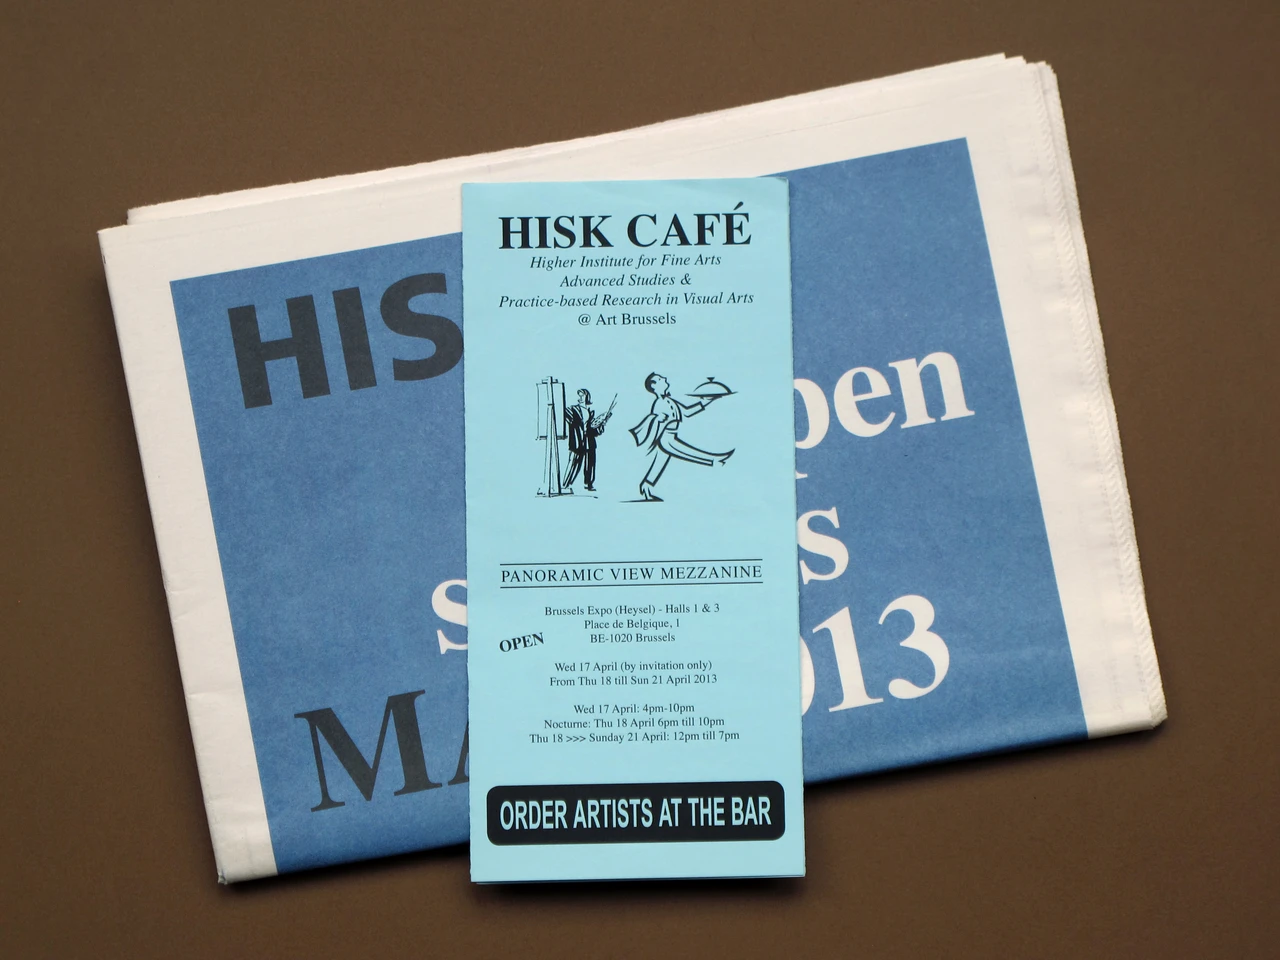 HISK CAFÉ
Higher Institute for Fine Arts
Advanced Studies &
Practice-based Research in Visual Arts
@ Art Brussels
PANORAMIC VIEW MEZZANINE
Brussels Expo (Heysel) - Halls 1 & 3
Place de Belgique, 1
BE-1020 Brussels
OPEN
Wed 17 April (by invitation only)
From Thu 18 till Sun 21 April 2013
Wed 17 April: 4pm-10pm
Nocturne: Thu 18 April 6pm till 10pm
Thu 18 >>> Sunday 21 April: 12pm till 7pm
ORDER ARTISTS AT THE BAR
HIS
pen
s s
MA 013